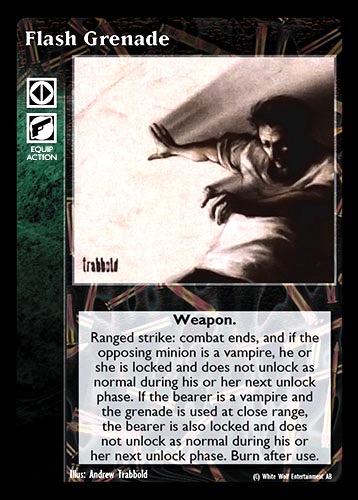 Flash Grenade
EQUIP
ACTION
trabbold
Weapon.
Ranged strike: combat ends, and if the
opposing minion is a vampire, he or
she is locked and does not unlock as
normal during his or her next unlock
phase. If the bearer is a vampire and
the grenade is used at close range,
the bearer is also locked and does
not unlock as normal during his or
her next unlock phase. Burn after use.
Illus: Andrew Trabbold
(C) White Wolf Entertainment AB